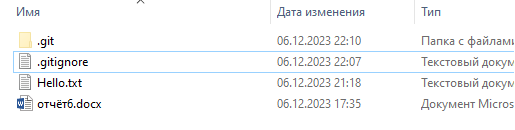 Имя Дата изменения Тип
.git 06.12.2023 22:10 Папка с файлами
.gitignore 06.12.2023 22:07 Текстовый докум
Hello.txt 06.12.2023 21:18 Текстовый докум
отчёт6.docx 06.12.2023 17:35 Документ Micros